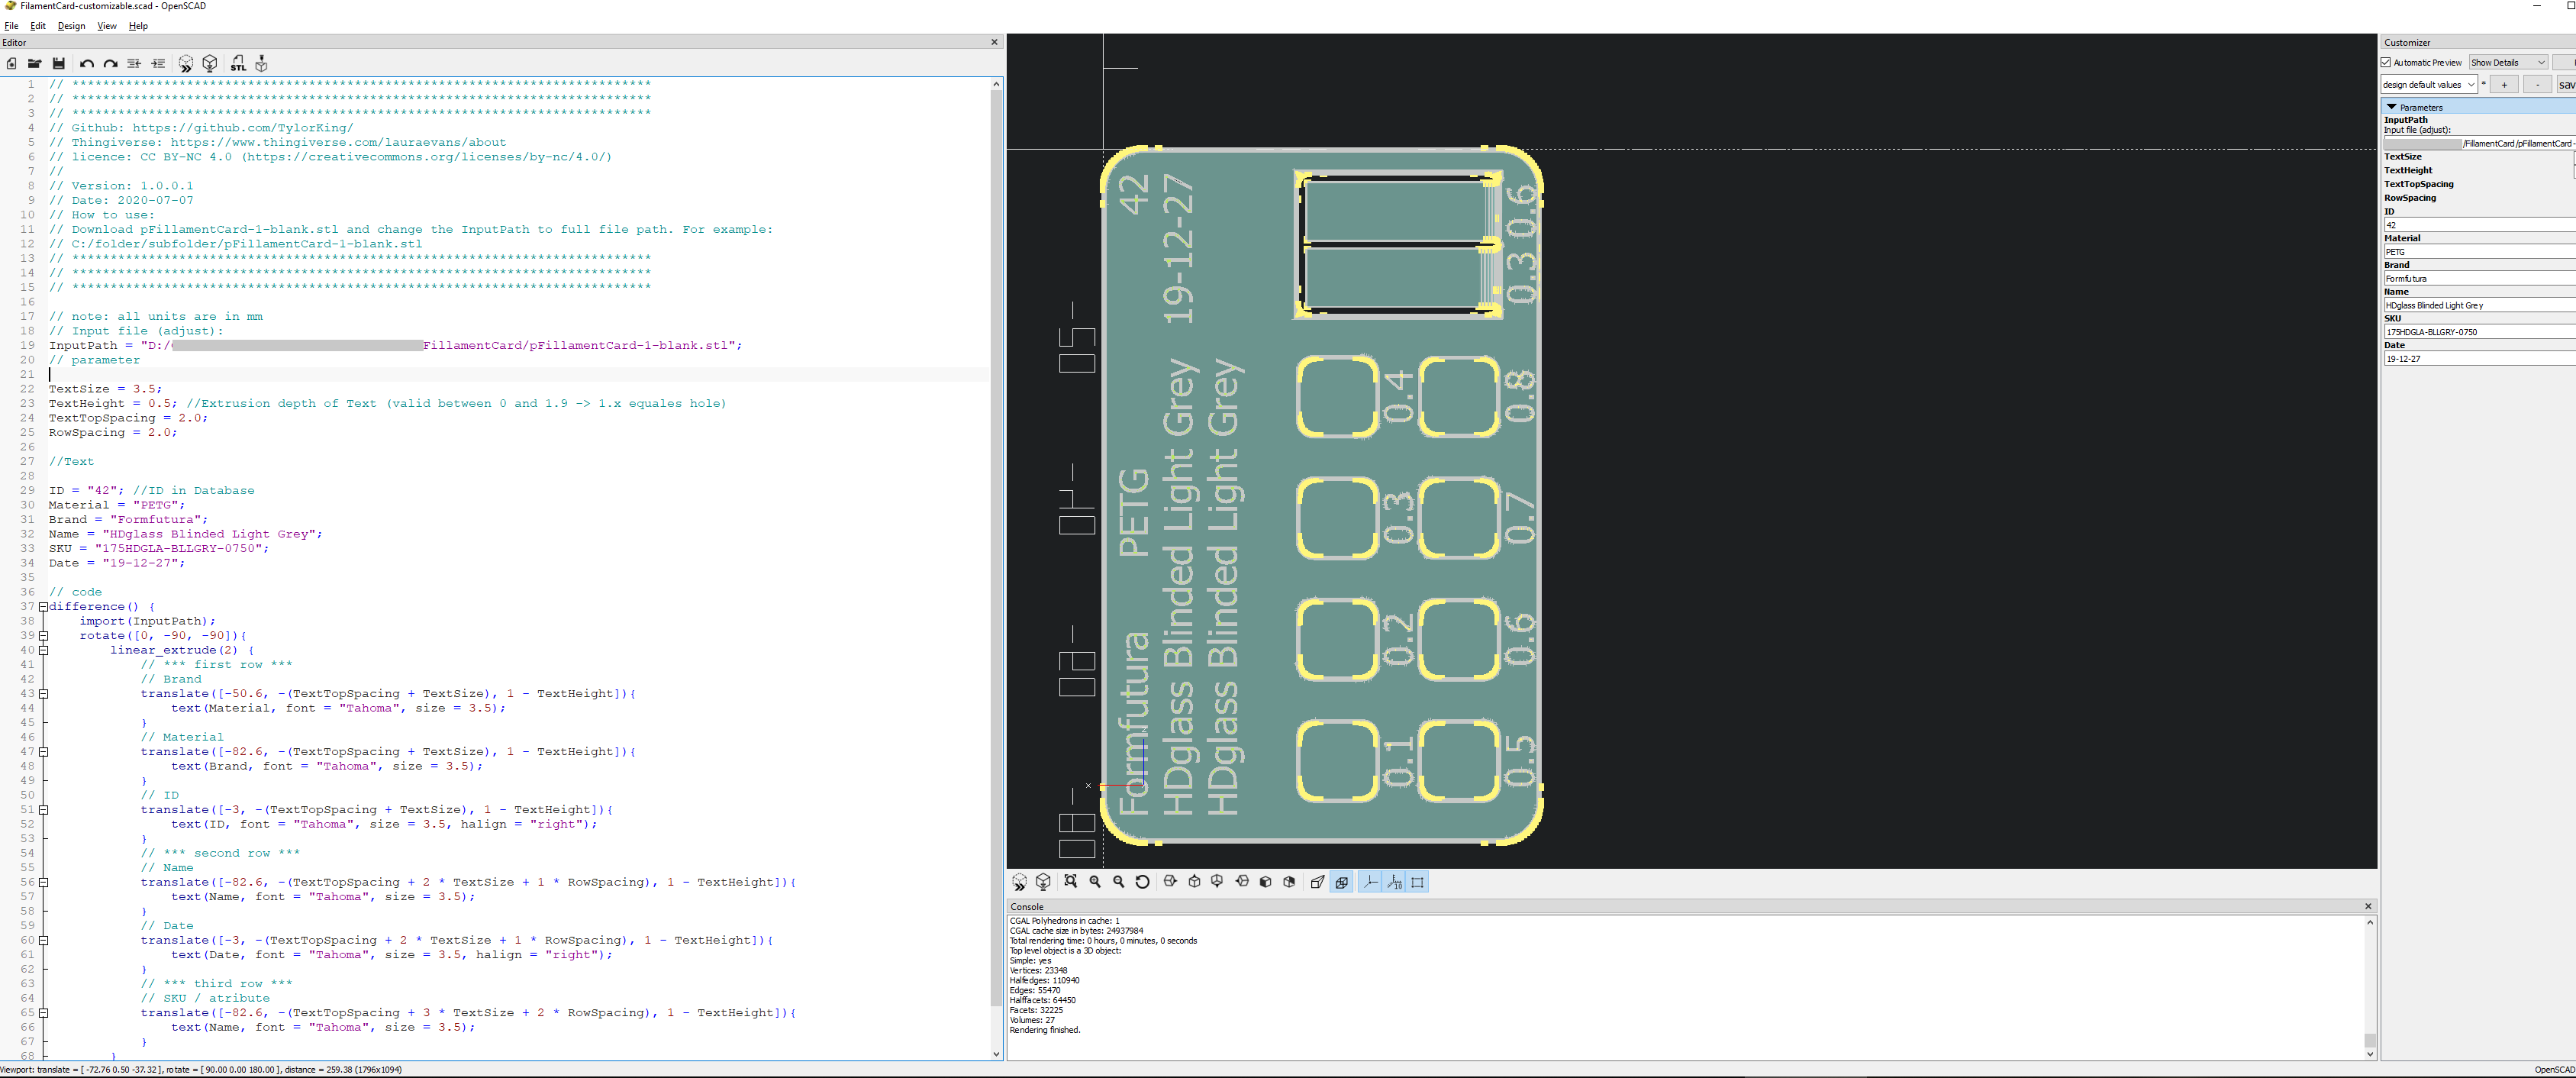 FilamentCard-customizable.scad - OpenSCAD
File Edit Design View Help
Editor
STL
1 // ****************************************************************************
2 // ****************************************************************************
3 // ****************************************************************************
4 // Github: https://github.com/TylorKing/
5 // Thingiverse: https://www.thingiverse.com/lauraevans/about
6 // licence: CC BY-NC 4.0 (https://creativecommons.org/licenses/by-nc/4.0/)
7 //
8 // Version: 1.0.0.1
9 // Date: 2020-07-07
10 // How to use:
11 // Download pFillamentCard-1-blank.stl and change the InputPath to full file path. For example:
12 // C:/folder/subfolder/pFillamentCard-1-blank.stl
13 // ****************************************************************************
14 // ****************************************************************************
15 // ****************************************************************************
16
17 // note: all units are in mm
18 // Input file (adjust):
19 InputPath = "D:/ FillamentCard/pFillamentCard-1-blank.stl";
20 // parameter
21
22 TextSize = 3.5;
23 TextHeight = 0.5; //Extrusion depth of Text (valid between 0 and 1.9 -> 1.x equales hole)
24 TextTopSpacing = 2.0;
25 RowSpacing = 2.0;
26
27 //Text
28
29 ID = "42"; //ID in Database
30 Material = "PETG";
31 Brand = "Formfutura";
32 Name = "HDglass Blinded Light Grey";
33 SKU = "175HDGLA-BLLGRY-0750";
34 Date = "19-12-27";
35
36 // code
37 difference() {
38 import(InputPath);
39 rotate([0, -90, -90]){
40 linear_extrude(2) {
41 // *** first row ***
42 // Brand
43 translate([-50.6, -(TextTopSpacing + TextSize), 1 - TextHeight]){
44 text(Material, font = "Tahoma", size = 3.5);
45 }
46 // Material
47 translate([-82.6, -(TextTopSpacing + TextSize), 1 - TextHeight]){
48 text(Brand, font = "Tahoma", size = 3.5);
49 }
50 // ID
51 translate([-3, -(TextTopSpacing + TextSize), 1 - TextHeight]){
52 text(ID, font = "Tahoma", size = 3.5, halign = "right");
53 }
54 // *** second row ***
55 // Name
56 translate([-82.6, -(TextTopSpacing + 2 * TextSize + 1 * RowSpacing), 1 - TextHeight]){
57 text(Name, font = "Tahoma", size = 3.5);
58 }
59 // Date
60 translate([-3, -(TextTopSpacing + 2 * TextSize + 1 * RowSpacing), 1 - TextHeight]){
61 text(Date, font = "Tahoma", size = 3.5, halign = "right");
62 }
63 // *** third row ***
64 // SKU / atribute
65 translate([-82.6, -(TextTopSpacing + 3 * TextSize + 2 * RowSpacing), 1 - TextHeight]){
66 text(Name, font = "Tahoma", size = 3.5);
67 }
68 }
Formfutura PETG 42
HDglass Blinded Light Grey 19-12-27
HDglass Blinded Light Grey
0.1 0.2 0.3 0.4
0.5 0.6 0.7 0.8 0.3 0.6
Console
CGAL Polyhedrons in cache: 1
CGAL cache size in bytes: 24937984
Total rendering time: 0 hours, 0 minutes, 0 seconds
Top level object is a 3D object:
Simple: yes
Vertices: 23348
Halfedges: 110940
Edges: 55470
Halffacets: 64450
Facets: 32225
Volumes: 27
Rendering finished.
Customizer
Automatic Preview Show Details
design default values * + - sav
Parameters
InputPath
Input file (adjust):
/FillamentCard/pFillamentCard-
TextSize
TextHeight
TextTopSpacing
RowSpacing
ID
42
Material
PETG
Brand
Formfutura
Name
HDglass Blinded Light Grey
SKU
175HDGLA-BLLGRY-0750
Date
19-12-27
Viewport: translate = [ -72.76 0.50 -37.32 ], rotate = [ 90.00 0.00 180.00 ], distance = 259.38 (1796x1094)
OpenSCAD